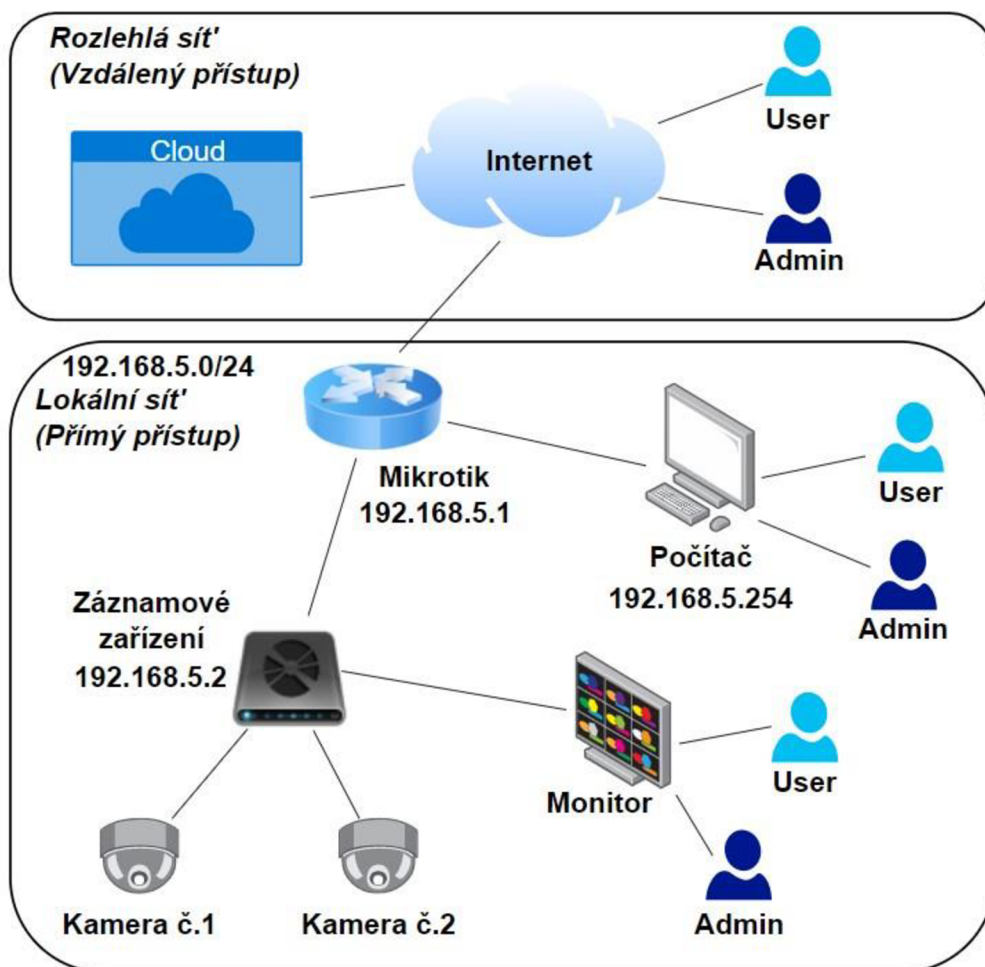 Rozlehlá sít'
(Vzdálený přístup)
Cloud
Internet
User
Admin
192.168.5.0/24
Lokální sít'
(Přímý přístup)
Mikrotik
192.168.5.1
User
Počítač
192.168.5.254
Admin
Záznamové
zařízení
192.168.5.2
User
Monitor
Kamera č.1
Kamera č.2
Admin